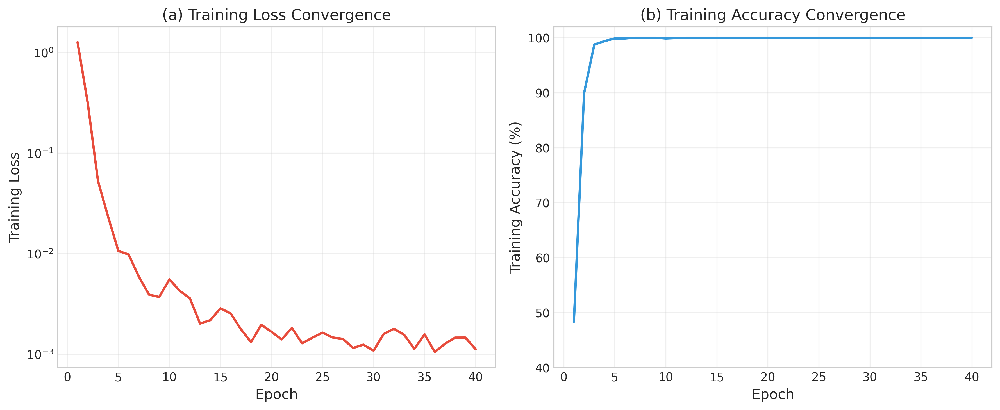 (a) Training Loss Convergence
Training Loss
10⁰
10⁻¹
10⁻²
10⁻³
0 5 10 15 20 25 30 35 40
Epoch
(b) Training Accuracy Convergence
Training Accuracy (%)
100
90
80
70
60
50
40
0 5 10 15 20 25 30 35 40
Epoch